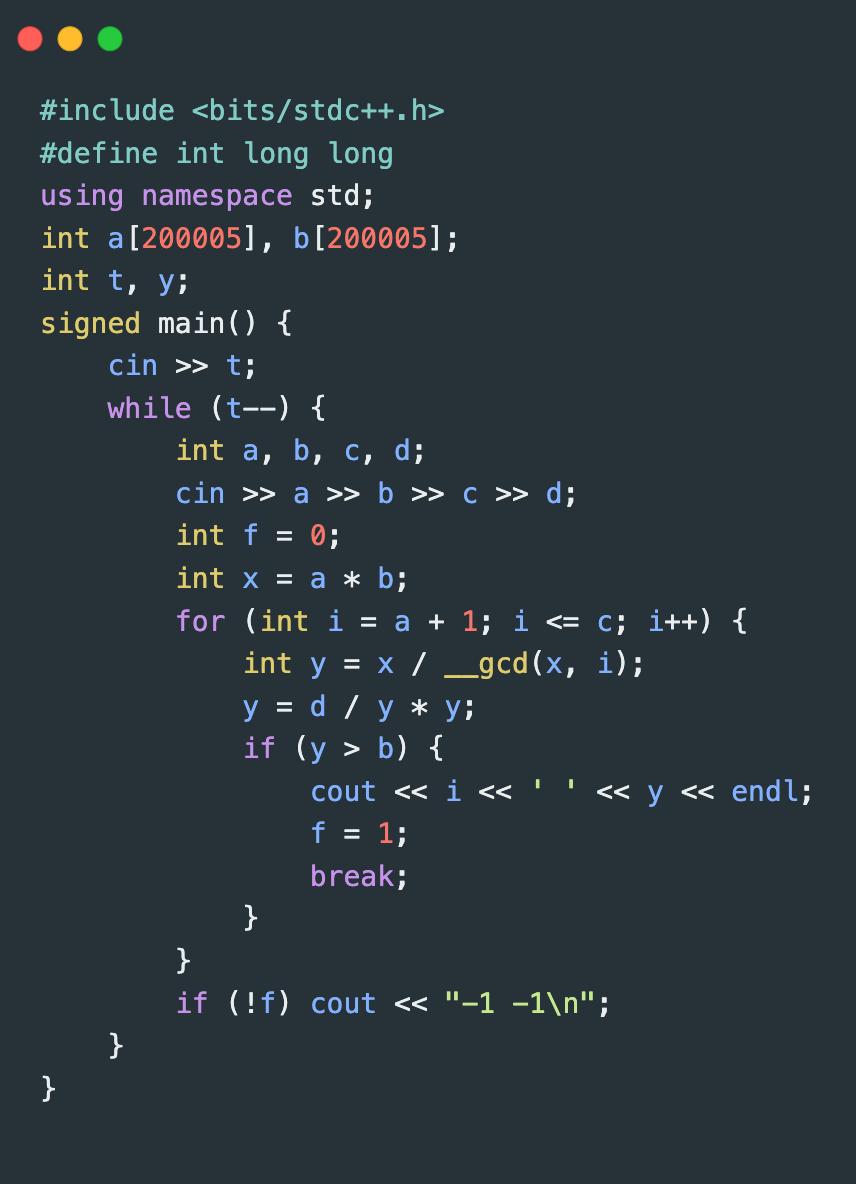 #include <bits/stdc++.h>
#define int long long
using namespace std;
int a[200005], b[200005];
int t, y;
signed main() {
    cin >> t;
    while (t--) {
        int a, b, c, d;
        cin >> a >> b >> c >> d;
        int f = 0;
        int x = a * b;
        for (int i = a + 1; i <= c; i++) {
            int y = x / __gcd(x, i);
            y = d / y * y;
            if (y > b) {
                cout << i << ' ' << y << endl;
                f = 1;
                break;
            }
        }
        if (!f) cout << "-1 -1\n";
    }
}